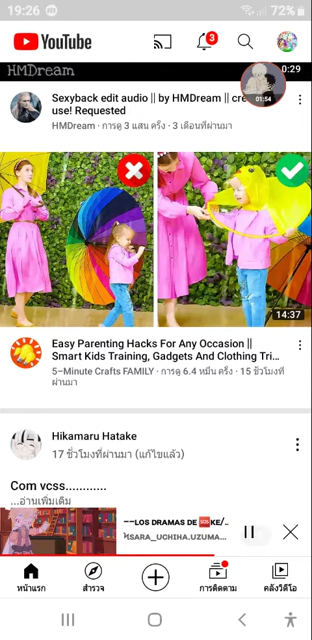 19:26
72%
YouTube
3
HMDream
0:29
01:54
Sexyback edit audio || by HMDream || cre
use! Requested
HMDream · การดู 3 แสน ครั้ง · 3 เดือนที่ผ่านมา
14:37
Easy Parenting Hacks For Any Occasion ||
Smart Kids Training, Gadgets And Clothing Tri...
5-Minute Crafts FAMILY · การดู 6.4 หมื่น ครั้ง · 15 ชั่วโมงที่
ผ่านมา
Hikamaru Hatake
17 ชั่วโมงที่ผ่านมา (แก้ไขแล้ว)
Com vcss............
...อ่านเพิ่มเติม
––LOS DRAMAS DE 🆘KE/..
SARA_UCHIHA.UZUMA...
หน้าแรก
สำรวจ
การติดตาม
คลังวิดีโอ